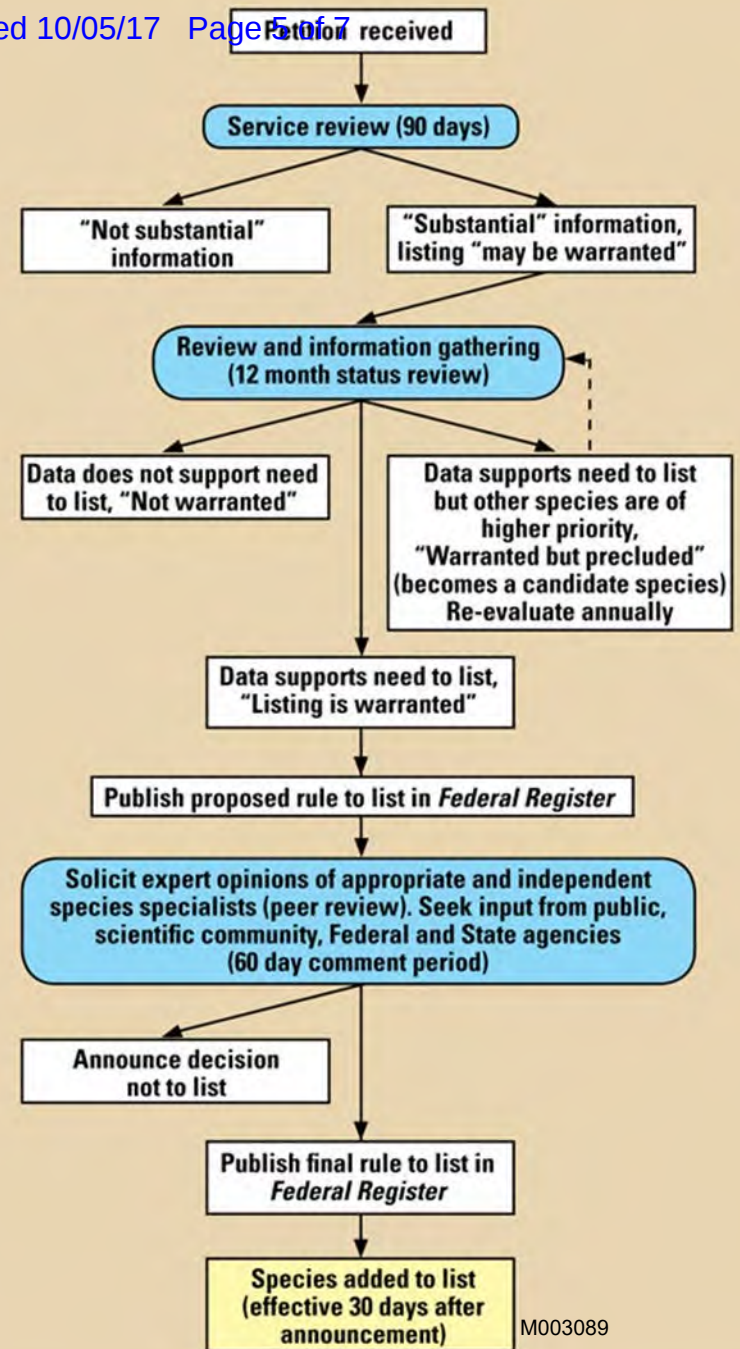 ed 10/05/17 Page 5 of 7
Petition received
Service review (90 days)
“Not substantial”
information
“Substantial” information,
listing “may be warranted”
Review and information gathering
(12 month status review)
Data does not support need
to list, “Not warranted”
Data supports need to list
but other species are of
higher priority,
“Warranted but precluded”
(becomes a candidate species)
Re-evaluate annually
Data supports need to list,
“Listing is warranted”
Publish proposed rule to list in Federal Register
Solicit expert opinions of appropriate and independent
species specialists (peer review). Seek input from public,
scientific community, Federal and State agencies
(60 day comment period)
Announce decision
not to list
Publish final rule to list in
Federal Register
Species added to list
(effective 30 days after
announcement)
M003089